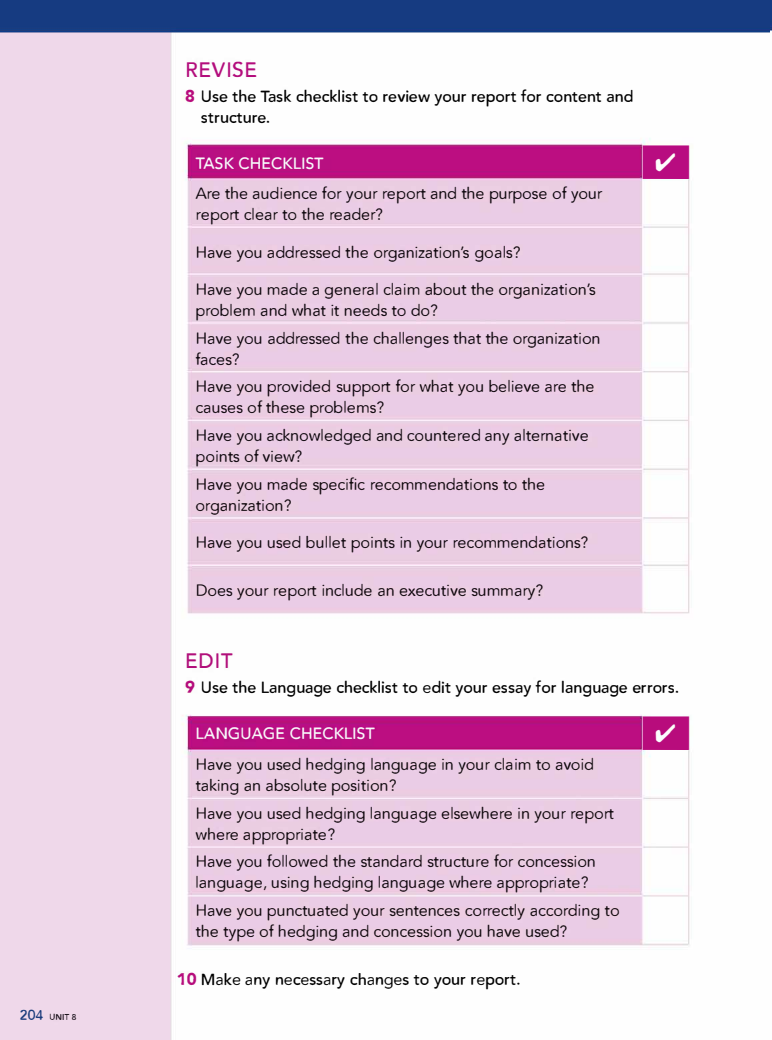 REVISE
8 Use the Task checklist to review your report for content and
structure.
TASK CHECKLIST ✔
Are the audience for your report and the purpose of your
report clear to the reader?
Have you addressed the organization's goals?
Have you made a general claim about the organization's
problem and what it needs to do?
Have you addressed the challenges that the organization
faces?
Have you provided support for what you believe are the
causes of these problems?
Have you acknowledged and countered any alternative
points of view?
Have you made specific recommendations to the
organization?
Have you used bullet points in your recommendations?
Does your report include an executive summary?
EDIT
9 Use the Language checklist to edit your essay for language errors.
LANGUAGE CHECKLIST ✔
Have you used hedging language in your claim to avoid
taking an absolute position?
Have you used hedging language elsewhere in your report
where appropriate?
Have you followed the standard structure for concession
language, using hedging language where appropriate?
Have you punctuated your sentences correctly according to
the type of hedging and concession you have used?
10 Make any necessary changes to your report.
204 UNIT 8